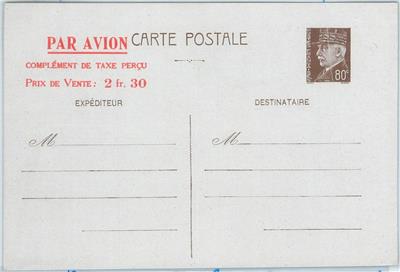 PAR AVION CARTE POSTALE
COMPLÉMENT DE TAXE PERÇU
PRIX DE VENTE: 2 fr. 30
80c
EXPÉDITEUR DESTINATAIRE
M M